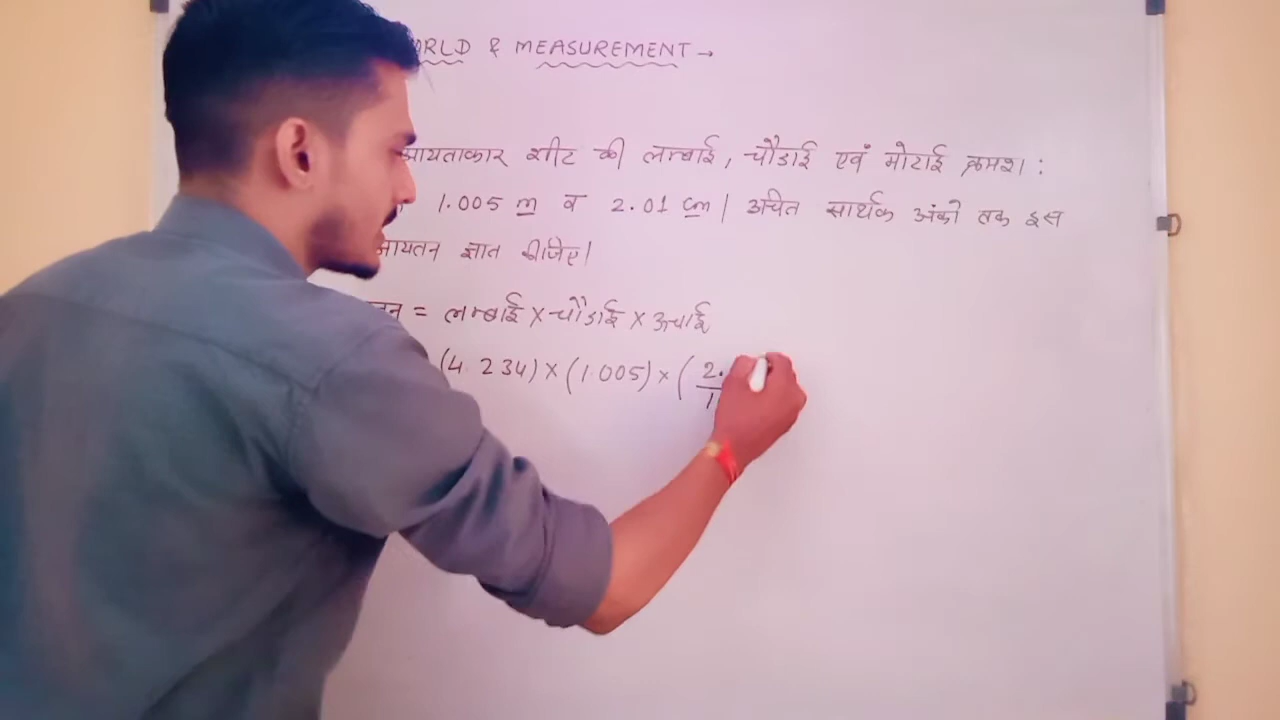 & MEASUREMENT →
आयताकार शीट की लम्बाई, चौडाई एवं मोटाई क्रमश :
1.005 m व 2.01 cm | उचित सार्थक अंको तक इस
आयतन ज्ञात कीजिए।
= लम्बाई × चौडाई × ऊचाई
(4.234) × (1.005) × ( 2.